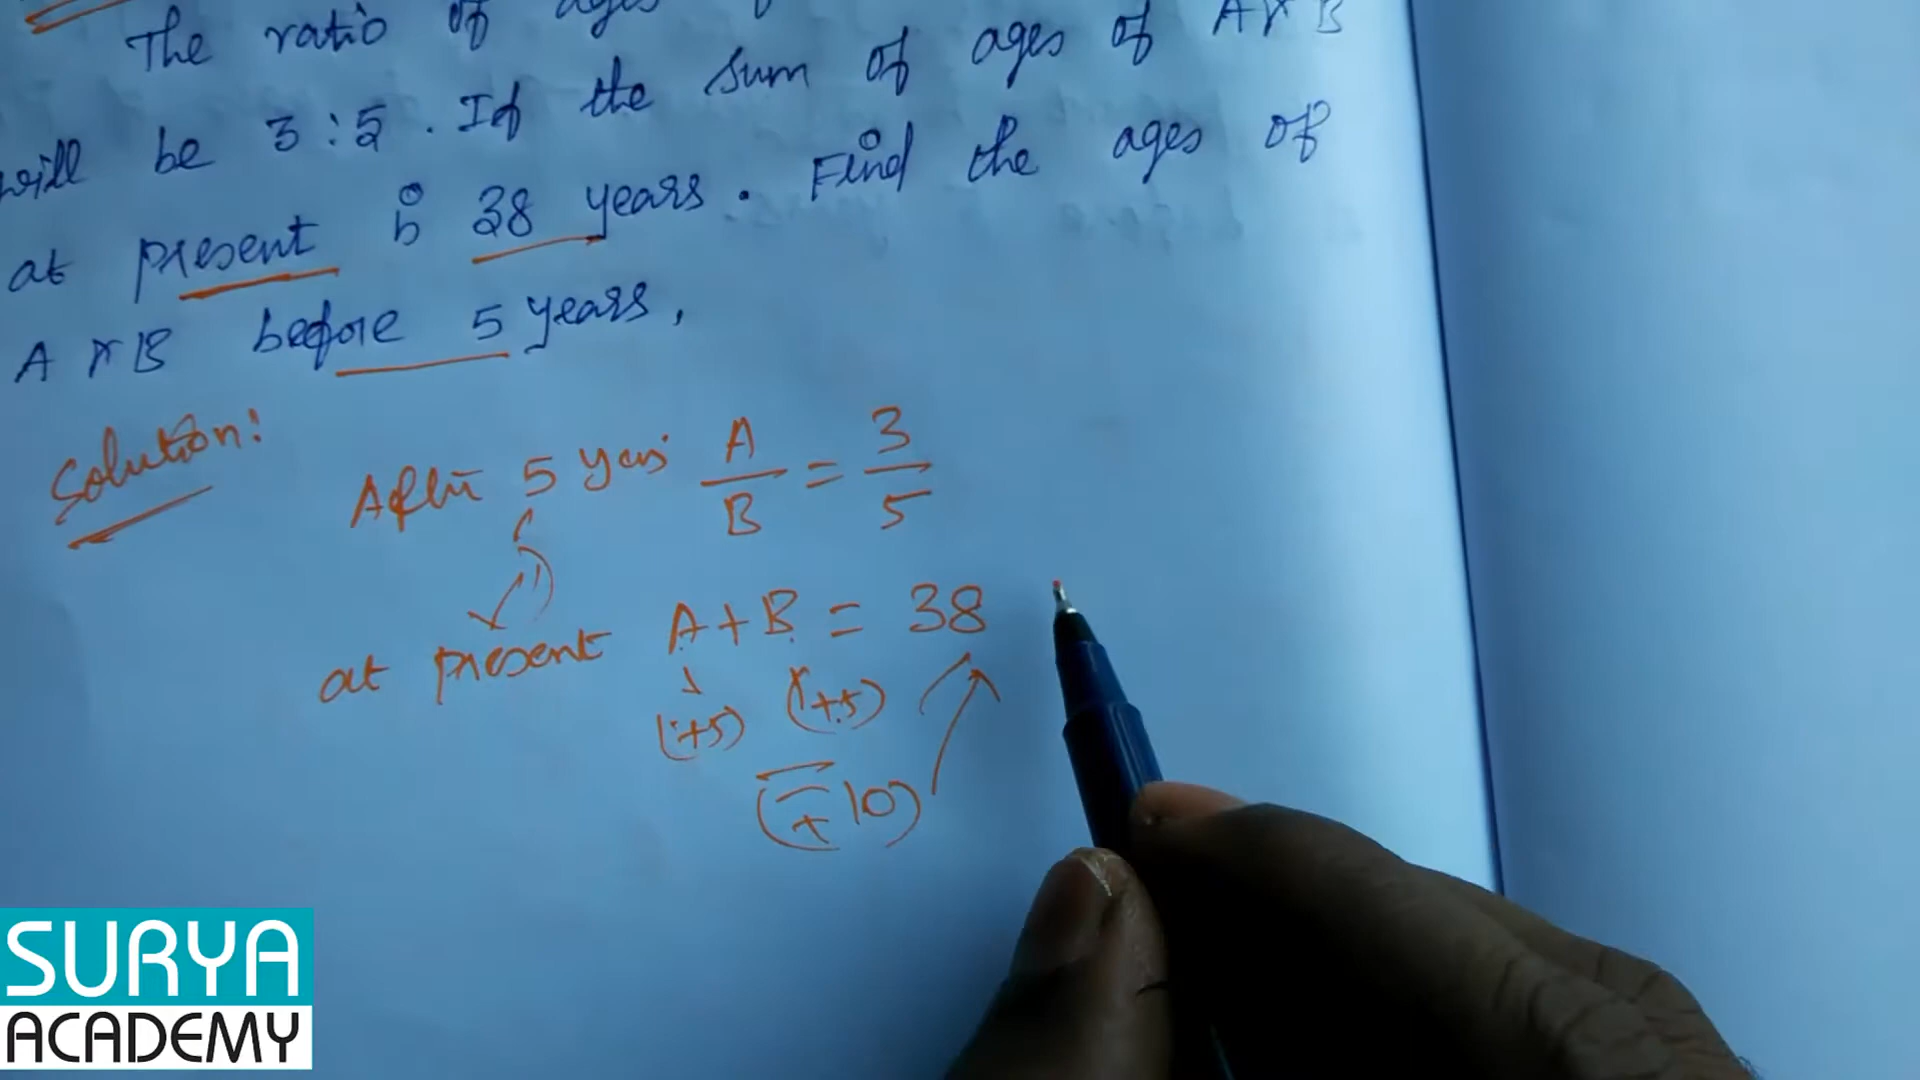 The ratio of ages
will be 3:5. If the sum of ages of A & B
at present is 38 years. Find the ages of
A & B before 5 years,
Solution:
After 5 years A/B = 3/5
at present A+B = 38
(+5) (+5)
(+10)
SURYA
ACADEMY